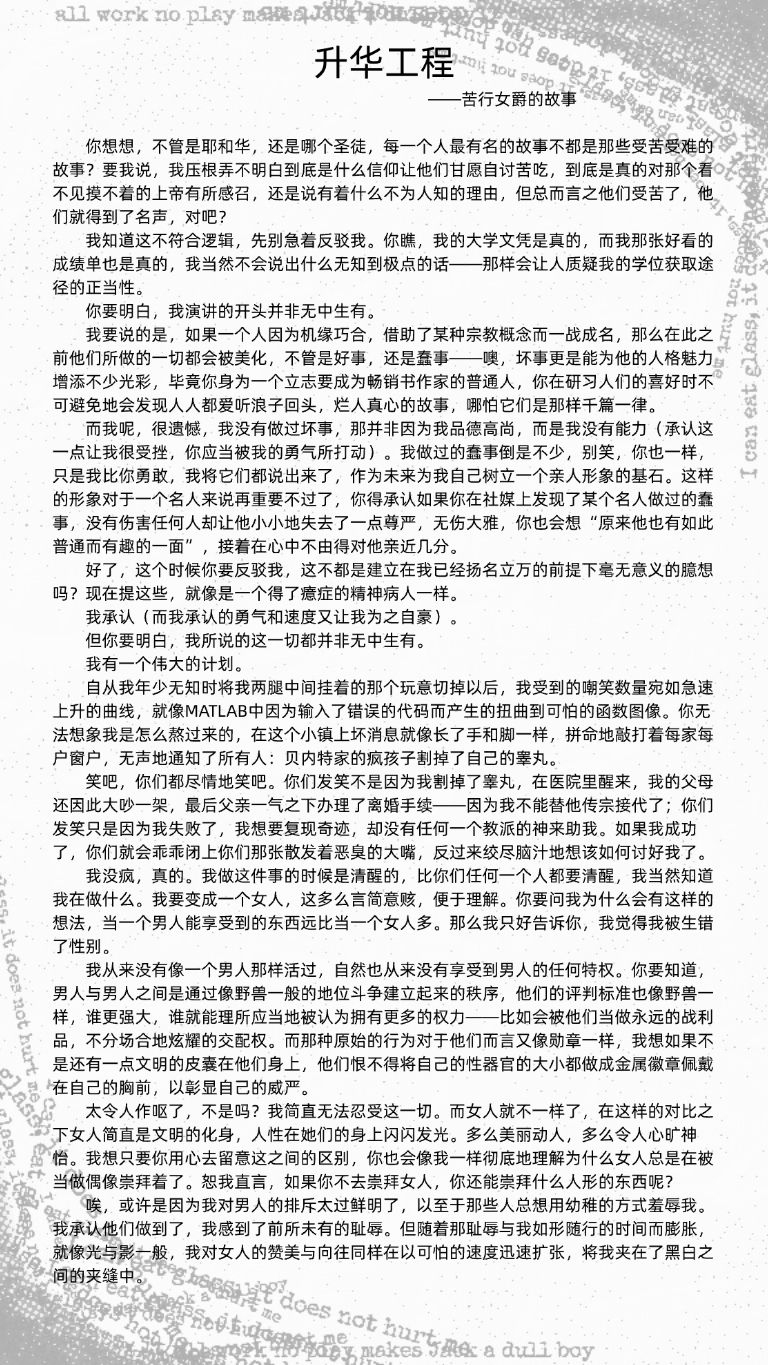 all work no play makes Jack a dull boy
升华工程
——苦行女爵的故事
你想想，不管是耶和华，还是哪个圣徒，每一个人最有名的故事不都是那些受苦受难的
故事？要我说，我压根弄不明白到底是什么信仰让他们甘愿自讨苦吃，到底是真的对那个看
不见摸不着的上帝有所感召，还是说有着什么不为人知的理由，但总而言之他们受苦了，他
们就得到了名声，对吧？
我知道这不符合逻辑，先别急着反驳我。你瞧，我的大学文凭是真的，而我那张好看的
成绩单也是真的，我当然不会说出什么无知到极点的话——那样会让人质疑我的学位获取途
径的正当性。
你要明白，我演讲的开头并非无中生有。
我要说的是，如果一个人因为机缘巧合，借助了某种宗教概念而一战成名，那么在此之
前他们所做的一切都会被美化，不管是好事，还是蠢事——噢，坏事更是能为他的人格魅力
增添不少光彩，毕竟你身为一个立志要成为畅销书作家的普通人，你在研习人们的喜好时不
可避免地会发现人人都爱听浪子回头，烂人真心的故事，哪怕它们是那样千篇一律。
而我呢，很遗憾，我没有做过坏事，那并非因为我品德高尚，而是我没有能力（承认这
一点让我很受挫，你应当被我的勇气所打动）。我做过的蠢事倒是不少，别笑，你也一样，
只是我比你勇敢，我将它们都说出来了，作为未来为我自己树立一个亲人形象的基石。这样
的形象对于一个名人来说再重要不过了，你得承认如果你在社媒上发现了某个名人做过的蠢
事，没有伤害任何人却让他小小地失去了一点尊严，无伤大雅，你也会想“原来他也有如此
普通而有趣的一面”，接着在心中不由得对他亲近几分。
好了，这个时候你要反驳我，这不都是建立在我已经扬名立万的前提下毫无意义的臆想
吗？现在提这些，就像是一个得了癔症的精神病人一样。
我承认（而我承认的勇气和速度又让我为之自豪）。
但你要明白，我所说的这一切都并非无中生有。
我有一个伟大的计划。
自从我年少无知时将我两腿中间挂着的那个玩意切掉以后，我受到的嘲笑数量宛如急速
上升的曲线，就像MATLAB中因为输入了错误的代码而产生的扭曲到可怕的函数图像。你无
法想象我是怎么熬过来的，在这个小镇上坏消息就像长了手和脚一样，拼命地敲打着每家每
户窗户，无声地通知了所有人：贝内特家的疯孩子割掉了自己的睾丸。
笑吧，你们都尽情地笑吧。你们发笑不是因为我割掉了睾丸，在医院里醒来，我的父母
还因此大吵一架，最后父亲一气之下办理了离婚手续——因为我不能替他传宗接代了；你们
发笑只是因为我失败了，我想要复现奇迹，却没有任何一个教派的神来助我。如果我成功
了，你们就会乖乖闭上你们那张散发着恶臭的大嘴，反过来绞尽脑汁地想该如何讨好我了。
我没疯，真的。我做这件事的时候是清醒的，比你们任何一个人都要清醒，我当然知道
我在做什么。我要变成一个女人，这多么言简意赅，便于理解。你要问我为什么会有这样的
想法，当一个男人能享受到的东西远比当一个女人多。那么我只好告诉你，我觉得我被生错
了性别。
我从来没有像一个男人那样活过，自然也从来没有享受到男人的任何特权。你要知道，
男人与男人之间是通过像野兽一般的地位斗争建立起来的秩序，他们的评判标准也像野兽一
样，谁更强大，谁就能理所应当地被认为拥有更多的权力——比如会被他们当做永远的战利
品，不分场合地炫耀的交配权。而那种原始的行为对于他们而言又像勋章一样，我想如果不
是还有一点文明的皮囊在他们身上，他们恨不得将自己的性器官的大小都做成金属徽章佩戴
在自己的胸前，以彰显自己的威严。
太令人作呕了，不是吗？我简直无法忍受这一切。而女人就不一样了，在这样的对比之
下女人简直是文明的化身，人性在她们的身上闪闪发光。多么美丽动人，多么令人心旷神
怡。我想只要你用心去留意这之间的区别，你也会像我一样彻底地理解为什么女人总是在被
当做偶像崇拜着了。恕我直言，如果你不去崇拜女人，你还能崇拜什么人形的东西呢？
唉，或许是因为我对男人的排斥太过鲜明了，以至于那些人总想用幼稚的方式羞辱我。
我承认他们做到了，我感到了前所未有的耻辱。但随着那耻辱与我如形随行的时间而膨胀，
就像光与影一般，我对女人的赞美与向往同样在以可怕的速度迅速扩张，将我夹在了黑白之
间的夹缝中。
I can eat glass, it does not hurt me
all work no play makes Jack a dull boy